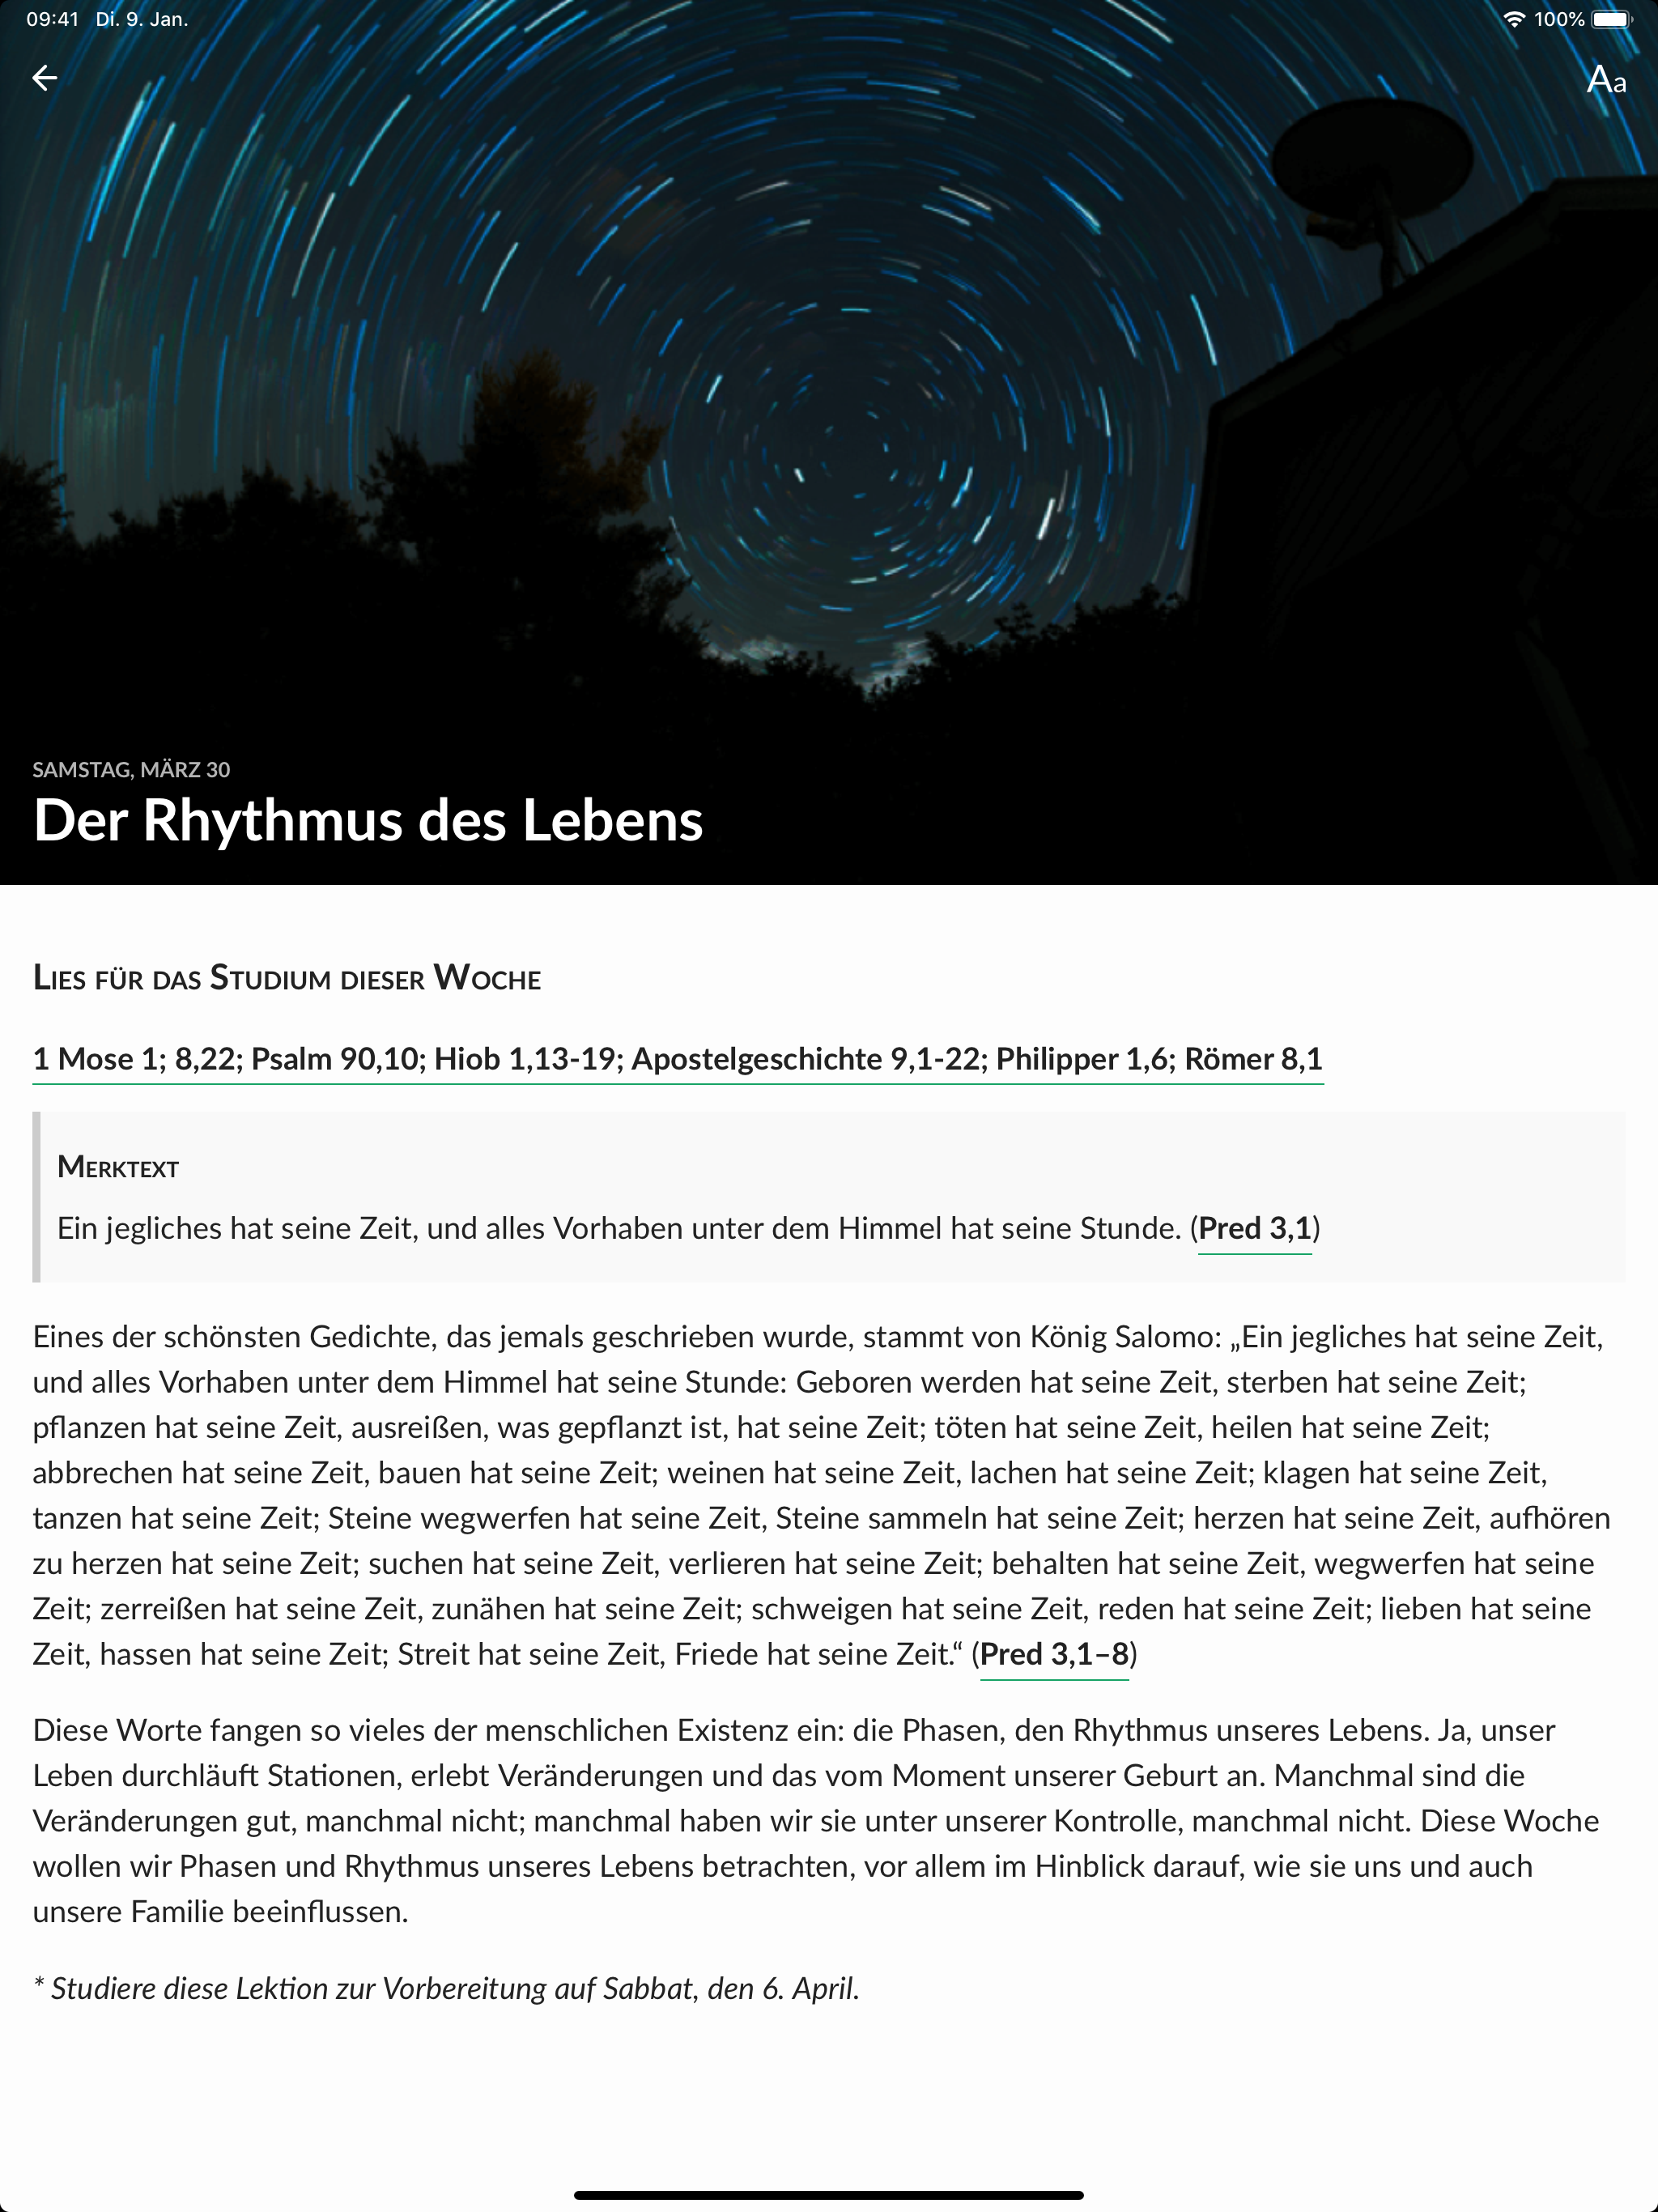 09:41 Di. 9. Jan.
100%
Aa
SAMSTAG, MÄRZ 30
Der Rhythmus des Lebens
Lies für das Studium dieser Woche
1 Mose 1; 8,22; Psalm 90,10; Hiob 1,13-19; Apostelgeschichte 9,1-22; Philipper 1,6; Römer 8,1
Merktext
Ein jegliches hat seine Zeit, und alles Vorhaben unter dem Himmel hat seine Stunde. (Pred 3,1)
Eines der schönsten Gedichte, das jemals geschrieben wurde, stammt von König Salomo: „Ein jegliches hat seine Zeit,
und alles Vorhaben unter dem Himmel hat seine Stunde: Geboren werden hat seine Zeit, sterben hat seine Zeit;
pflanzen hat seine Zeit, ausreißen, was gepflanzt ist, hat seine Zeit; töten hat seine Zeit, heilen hat seine Zeit;
abbrechen hat seine Zeit, bauen hat seine Zeit; weinen hat seine Zeit, lachen hat seine Zeit; klagen hat seine Zeit,
tanzen hat seine Zeit; Steine wegwerfen hat seine Zeit, Steine sammeln hat seine Zeit; herzen hat seine Zeit, aufhören
zu herzen hat seine Zeit; suchen hat seine Zeit, verlieren hat seine Zeit; behalten hat seine Zeit, wegwerfen hat seine
Zeit; zerreißen hat seine Zeit, zunähen hat seine Zeit; schweigen hat seine Zeit, reden hat seine Zeit; lieben hat seine
Zeit, hassen hat seine Zeit; Streit hat seine Zeit, Friede hat seine Zeit.“ (Pred 3,1–8)
Diese Worte fangen so vieles der menschlichen Existenz ein: die Phasen, den Rhythmus unseres Lebens. Ja, unser
Leben durchläuft Stationen, erlebt Veränderungen und das vom Moment unserer Geburt an. Manchmal sind die
Veränderungen gut, manchmal nicht; manchmal haben wir sie unter unserer Kontrolle, manchmal nicht. Diese Woche
wollen wir Phasen und Rhythmus unseres Lebens betrachten, vor allem im Hinblick darauf, wie sie uns und auch
unsere Familie beeinflussen.
* Studiere diese Lektion zur Vorbereitung auf Sabbat, den 6. April.